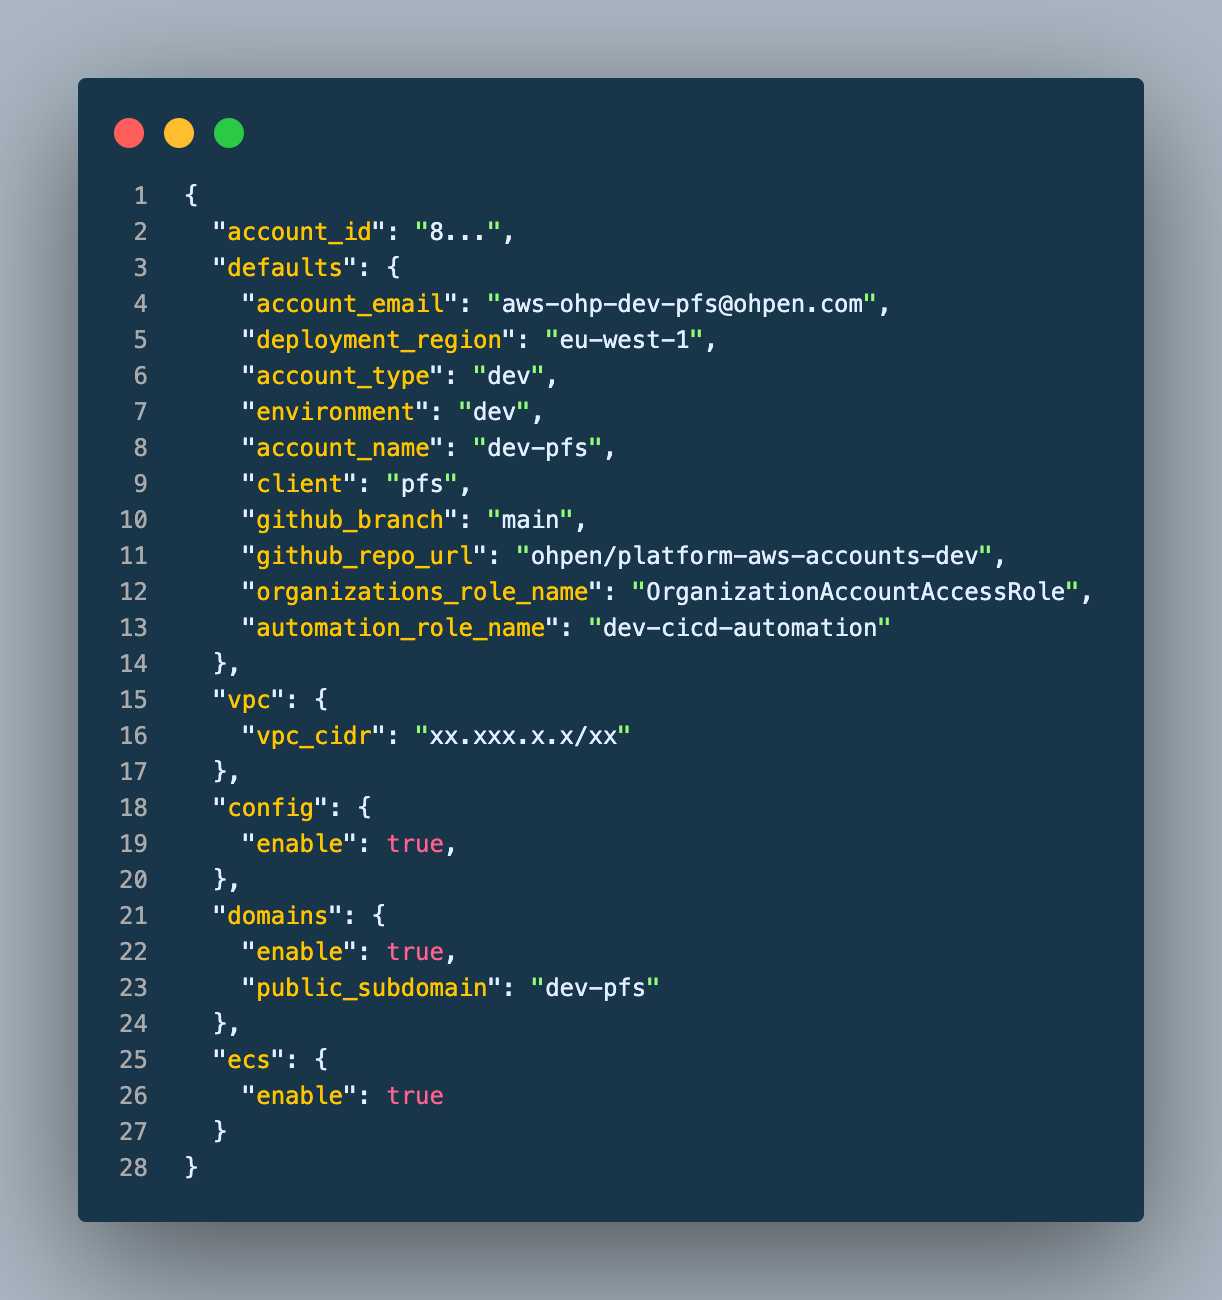 1 {
2   "account_id": "8...",
3   "defaults": {
4     "account_email": "aws-ohp-dev-pfs@ohpen.com",
5     "deployment_region": "eu-west-1",
6     "account_type": "dev",
7     "environment": "dev",
8     "account_name": "dev-pfs",
9     "client": "pfs",
10     "github_branch": "main",
11     "github_repo_url": "ohpen/platform-aws-accounts-dev",
12     "organizations_role_name": "OrganizationAccountAccessRole",
13     "automation_role_name": "dev-cicd-automation"
14   },
15   "vpc": {
16     "vpc_cidr": "xx.xxx.x.x/xx"
17   },
18   "config": {
19     "enable": true,
20   },
21   "domains": {
22     "enable": true,
23     "public_subdomain": "dev-pfs"
24   },
25   "ecs": {
26     "enable": true
27   }
28 }